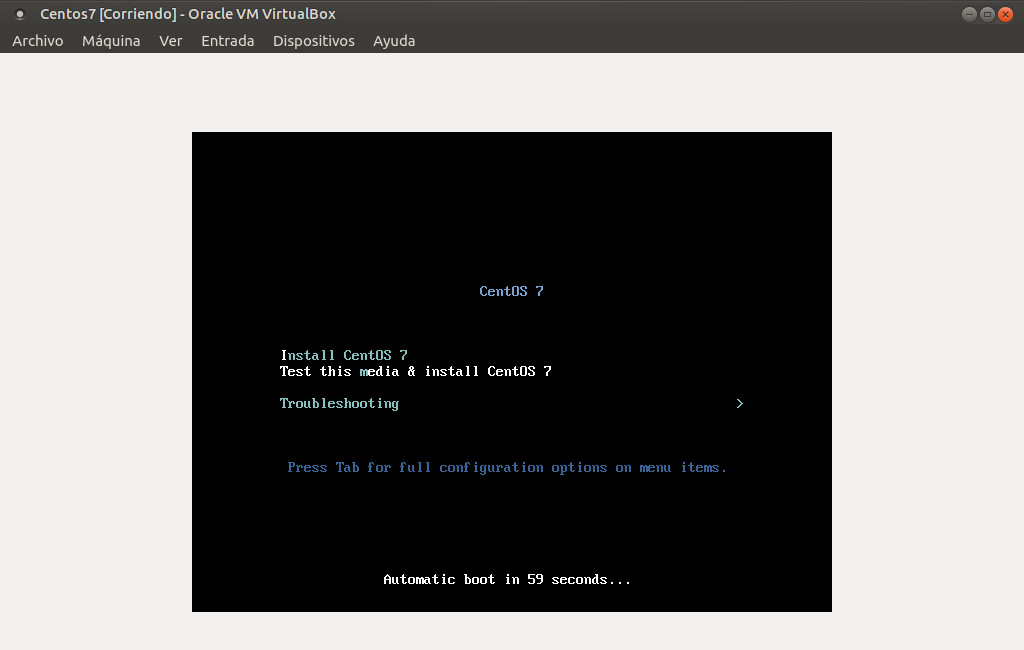 Centos7 [Corriendo] - Oracle VM VirtualBox
Archivo Máquina Ver Entrada Dispositivos Ayuda
CentOS 7
Install CentOS 7
Test this media & install CentOS 7
Troubleshooting >
Press Tab for full configuration options on menu items.
Automatic boot in 59 seconds...